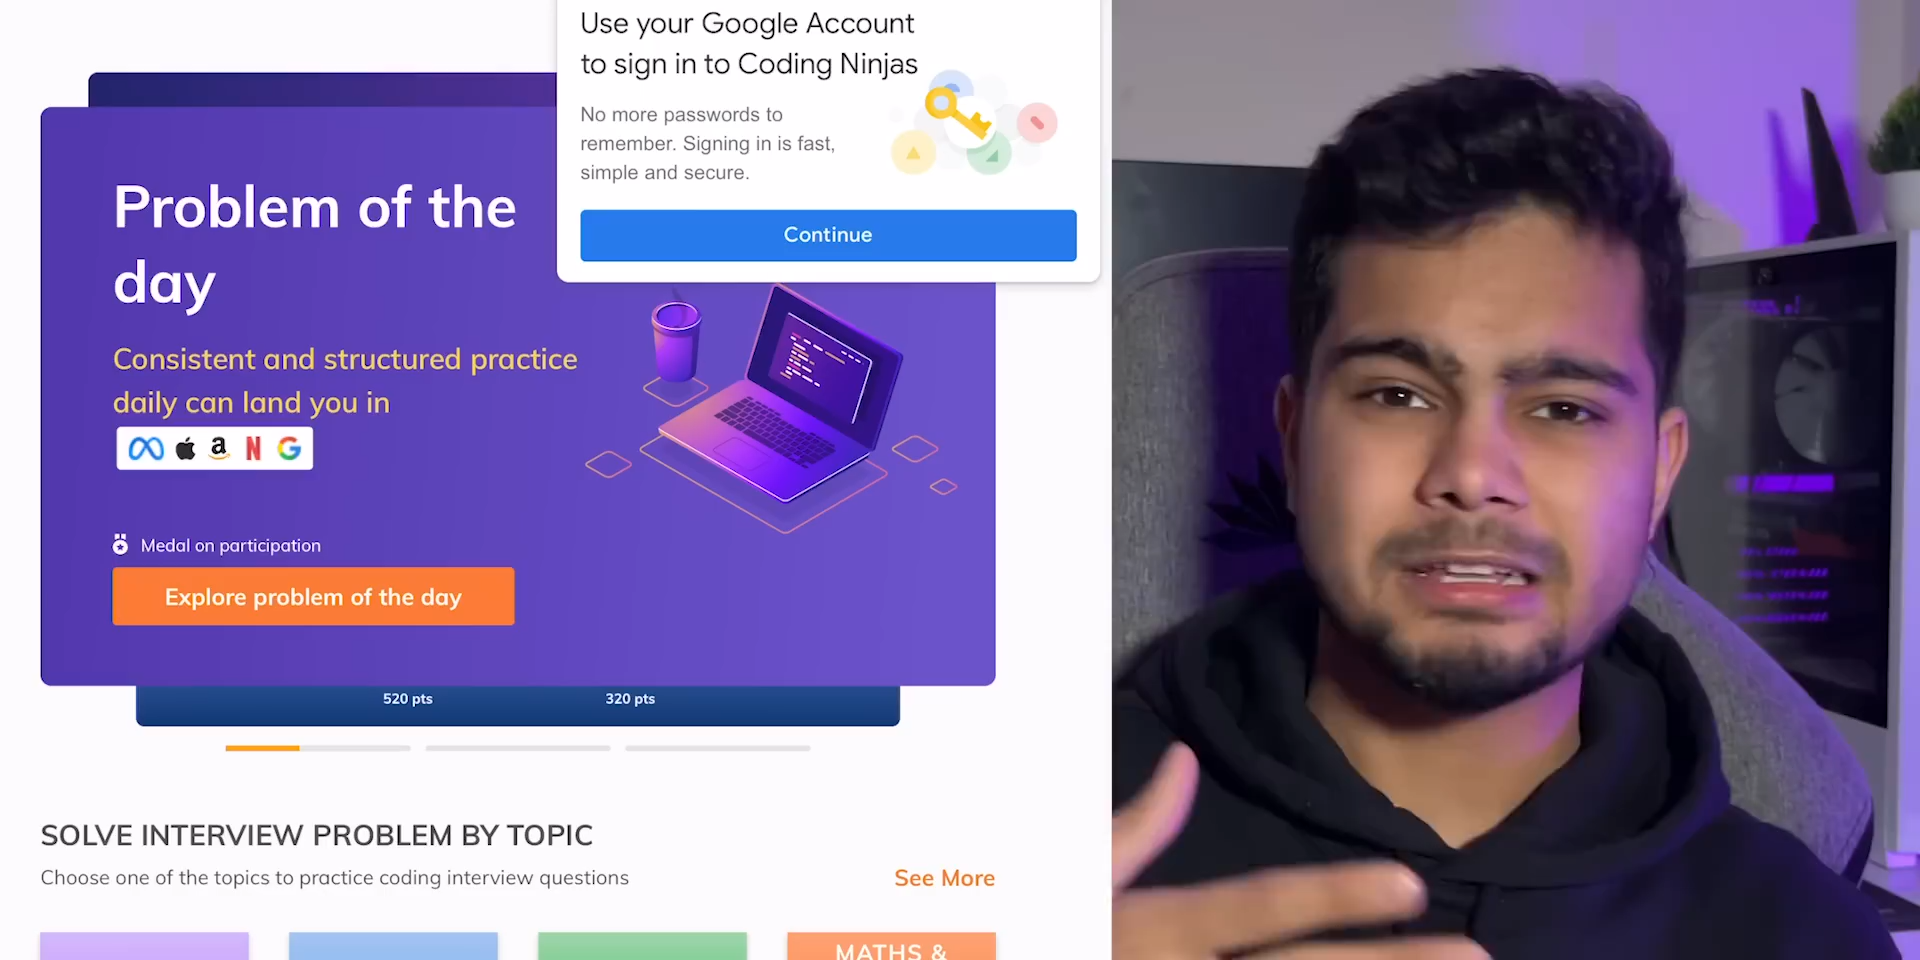 Use your Google Account
to sign in to Coding Ninjas
No more passwords to
remember. Signing in is fast,
simple and secure.
Continue
Problem of the
day
Consistent and structured practice
daily can land you in
Medal on participation
Explore problem of the day
520 pts 320 pts
SOLVE INTERVIEW PROBLEM BY TOPIC
Choose one of the topics to practice coding interview questions
See More
MATHS &